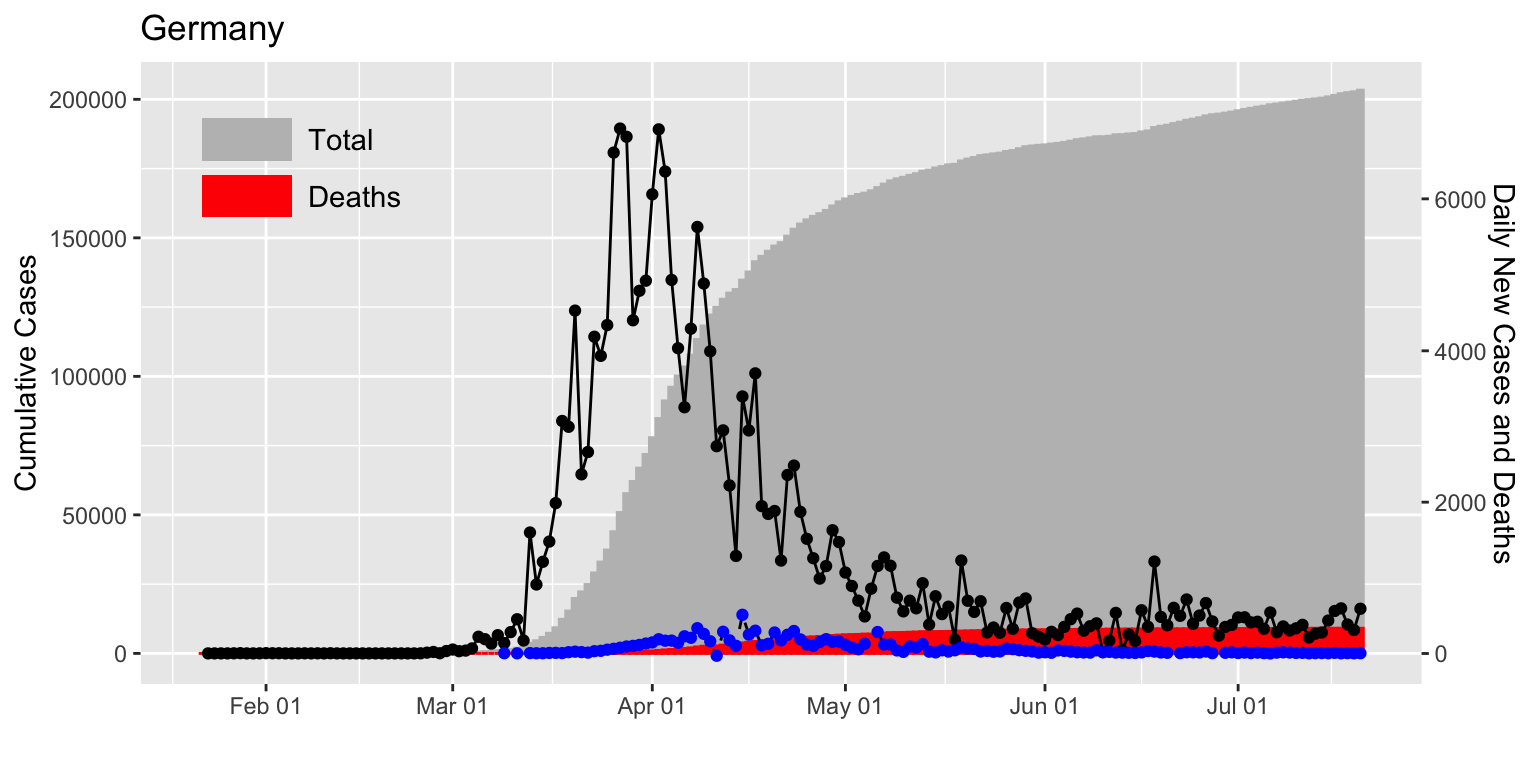 Germany
Total
Deaths
Cumulative Cases
200000
150000
100000
50000
0
6000
4000
2000
0
Daily New Cases and Deaths
Feb 01
Mar 01
Apr 01
May 01
Jun 01
Jul 01